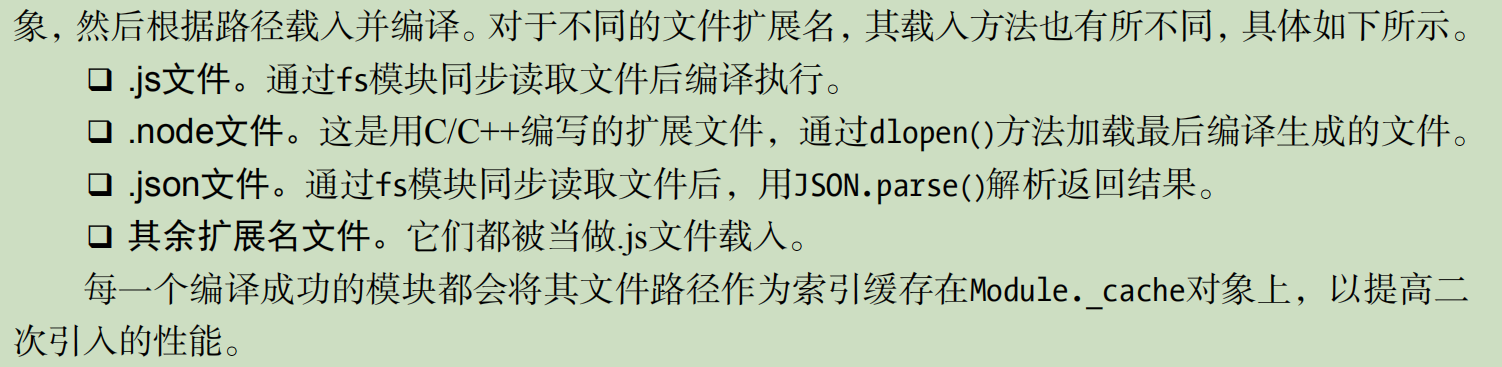 象，然后根据路径载入并编译。对于不同的文件扩展名，其载入方法也有所不同，具体如下所示。
❑ .js文件。通过fs模块同步读取文件后编译执行。
❑ .node文件。这是用C/C++编写的扩展文件，通过dlopen()方法加载最后编译生成的文件。
❑ .json文件。通过fs模块同步读取文件后，用JSON.parse()解析返回结果。
❑ 其余扩展名文件。它们都被当做.js文件载入。
每一个编译成功的模块都会将其文件路径作为索引缓存在Module._cache对象上，以提高二
次引入的性能。